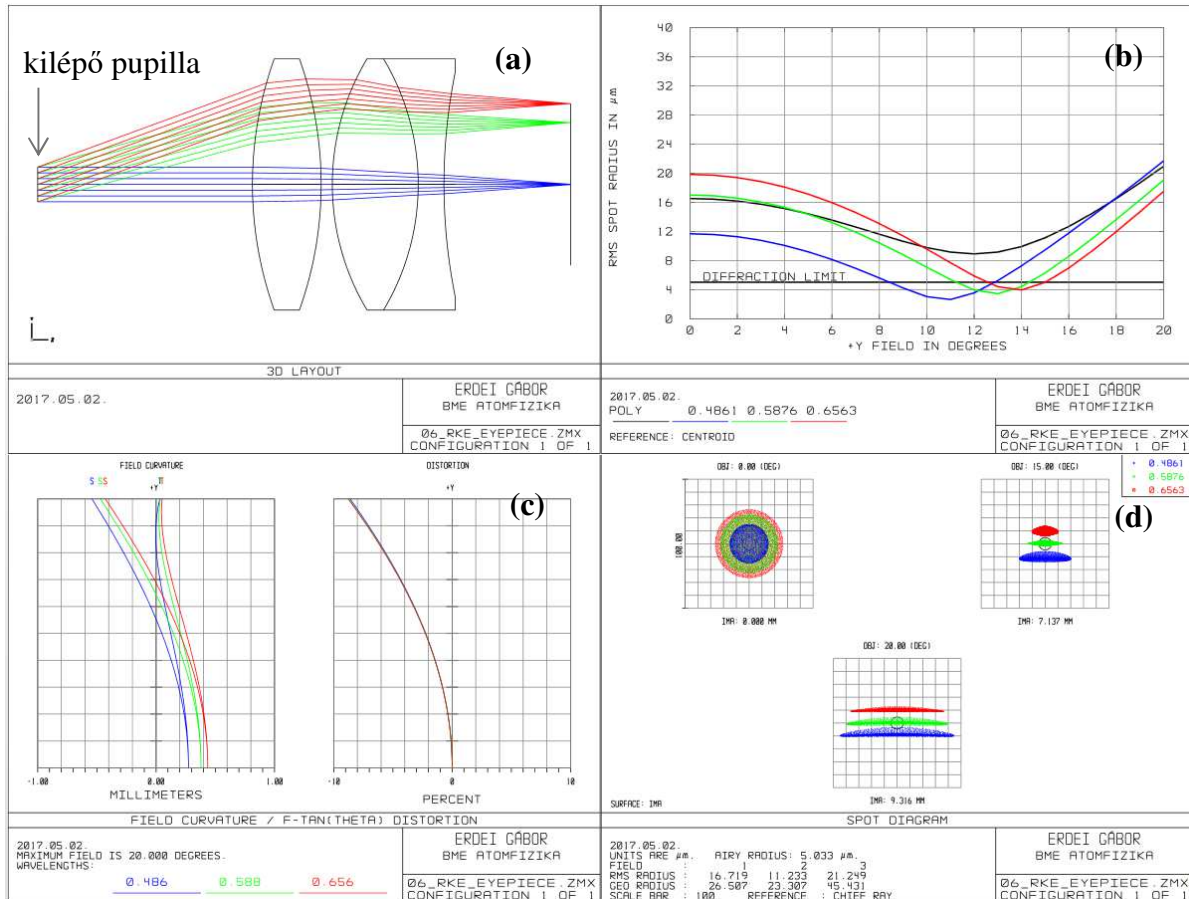 kilépő pupilla
(a)
3D LAYOUT
2017.05.02.
ERDEI GÁBOR
BME ATOMFIZIKA
06_RKE_EYEPIECE.ZMX
CONFIGURATION 1 OF 1
(b)
40
36
32
28
24
20
16
12
8
4
0
RMS SPOT RADIUS IN µm
DIFFRACTION LIMIT
0 2 4 6 8 10 12 14 16 18 20
+Y FIELD IN DEGREES
2017.05.02.
POLY 0.4861 0.5876 0.6563
REFERENCE: CENTROID
ERDEI GÁBOR
BME ATOMFIZIKA
06_RKE_EYEPIECE.ZMX
CONFIGURATION 1 OF 1
FIELD CURVATURE
+Y
-1.00 0.00 1.00
MILLIMETERS
DISTORTION
+Y
(c)
-10 0 10
PERCENT
FIELD CURVATURE / F-TAN(THETA) DISTORTION
2017.05.02.
MAXIMUM FIELD IS 20.000 DEGREES.
WAVELENGTHS:
0.486 0.588 0.656
ERDEI GÁBOR
BME ATOMFIZIKA
06_RKE_EYEPIECE.ZMX
CONFIGURATION 1 OF 1
OBJ: 0.00 (DEG)
100.00
IMA: 0.000 MM
OBJ: 15.00 (DEG)
IMA: 7.137 MM
0.4861
0.5876
0.6563
(d)
OBJ: 20.00 (DEG)
IMA: 9.316 MM
SURFACE: IMA
SPOT DIAGRAM
2017.05.02.
UNITS ARE µm. AIRY RADIUS: 5.033 µm.
FIELD : 1 2 3
RMS RADIUS : 16.719 11.233 21.249
GEO RADIUS : 26.507 23.307 45.431
SCALE BAR : 100 REFERENCE : CHIEF RAY
ERDEI GÁBOR
BME ATOMFIZIKA
06_RKE_EYEPIECE.ZMX
CONFIGURATION 1 OF 1